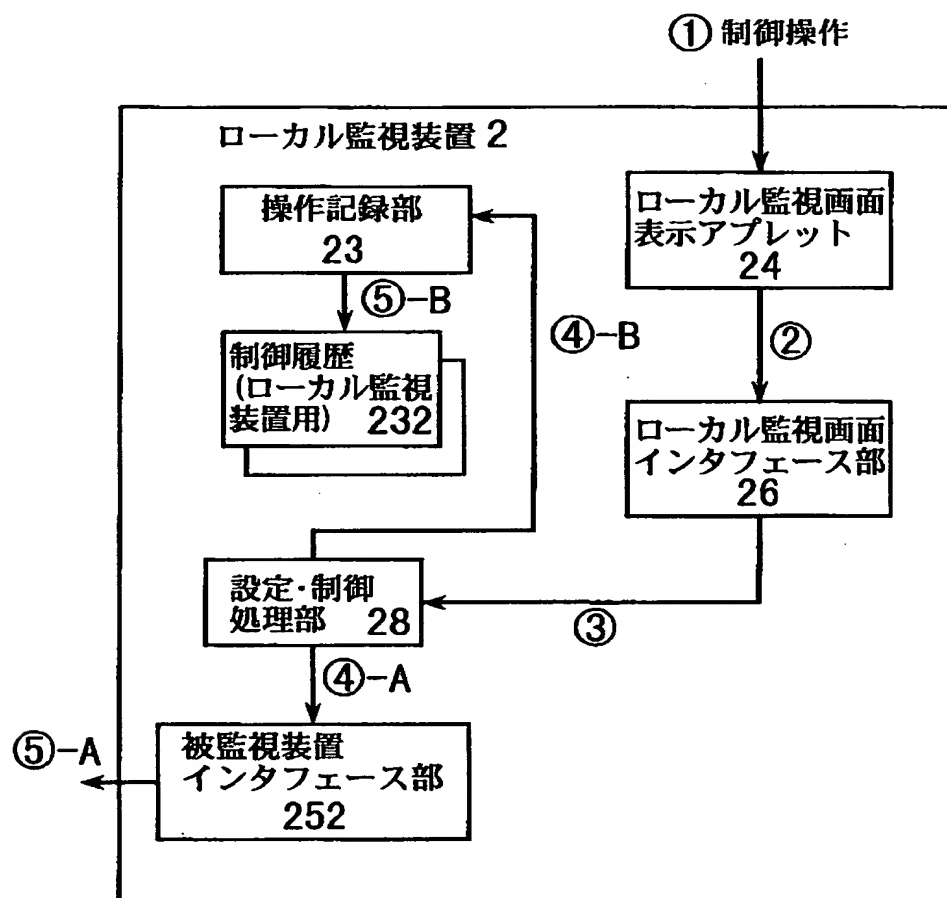 ① 制御操作
ローカル監視装置 2
操作記録部
23
⑤-B
制御履歴
(ローカル監視
装置用) 232
④-B
ローカル監視画面
表示アプレット
24
②
ローカル監視画面
インタフェース部
26
③
設定・制御
処理部 28
④-A
⑤-A
被監視装置
インタフェース部
252